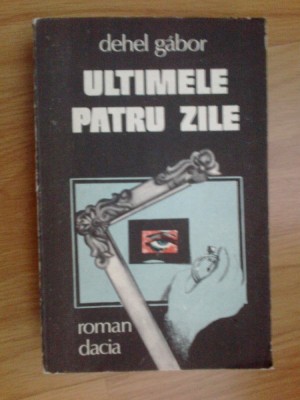 dehel gábor
ULTIMELE
PATRU ZILE
roman
dacia